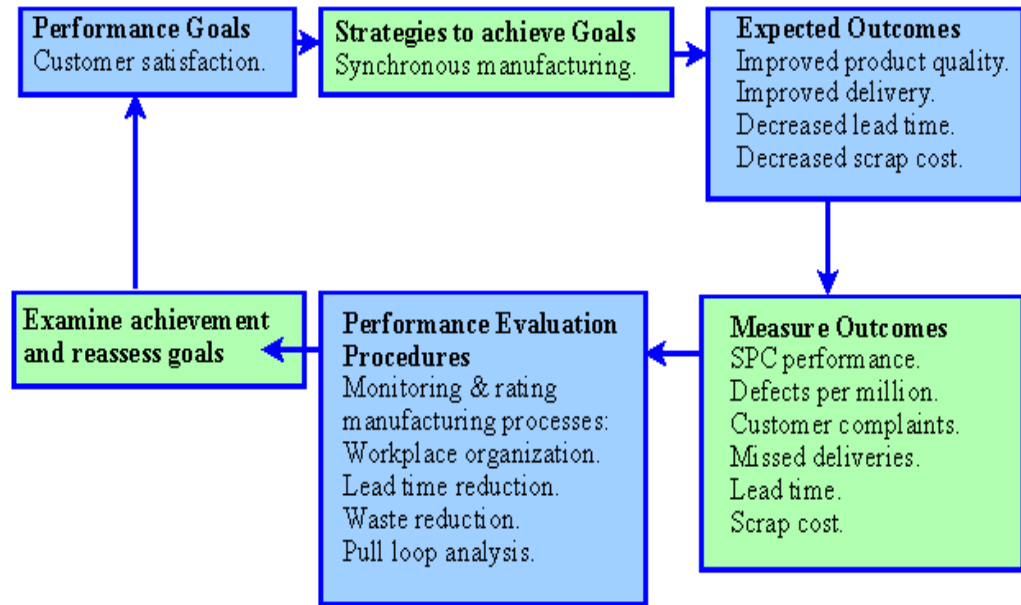 Performance Goals
Customer satisfaction.
Strategies to achieve Goals
Synchronous manufacturing.
Expected Outcomes
Improved product quality.
Improved delivery.
Decreased lead time.
Decreased scrap cost.
Measure Outcomes
SPC performance.
Defects per million.
Customer complaints.
Missed deliveries.
Lead time.
Scrap cost.
Performance Evaluation
Procedures
Monitoring & rating
manufacturing processes:
Workplace organization.
Lead time reduction.
Waste reduction.
Pull loop analysis.
Examine achievement
and reassess goals